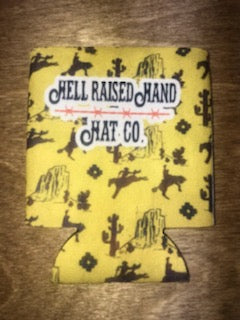 HELL RAISED HAND
HAT CO.